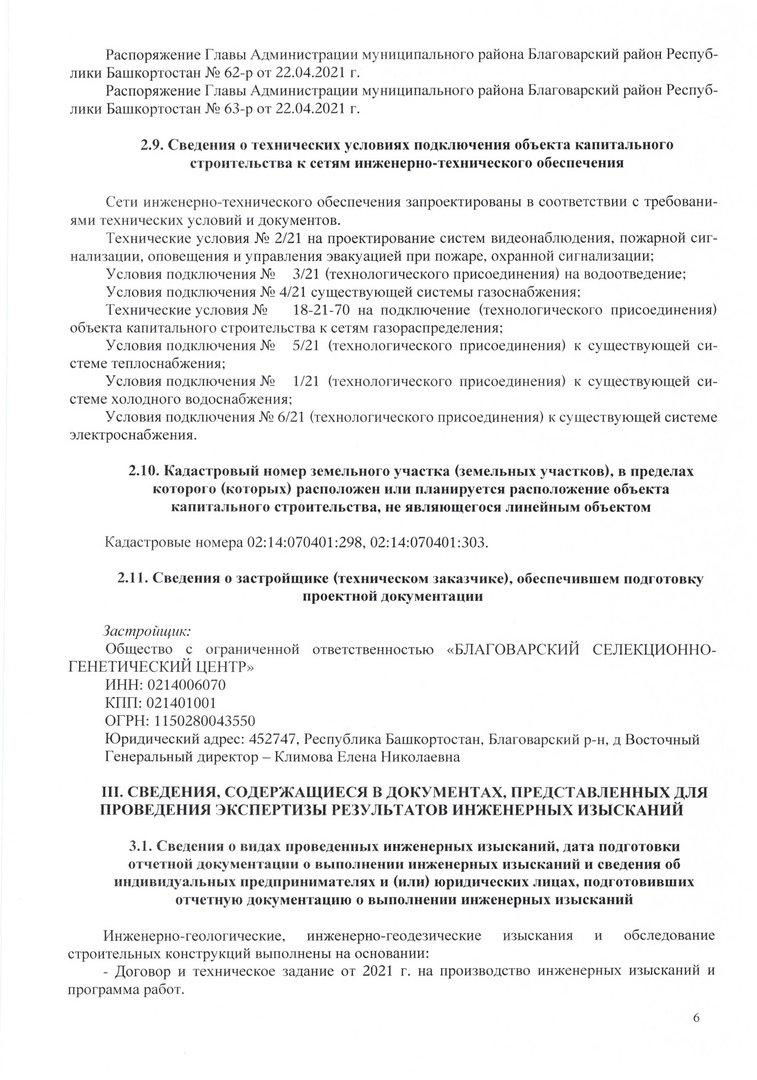 Распоряжение Главы Администрации муниципального района Благоварский район Респуб-
лики Башкортостан № 62-р от 22.04.2021 г.
Распоряжение Главы Администрации муниципального района Благоварский район Респуб-
лики Башкортостан № 63-р от 22.04.2021 г.
2.9. Сведения о технических условиях подключения объекта капитального
строительства к сетям инженерно-технического обеспечения
Сети инженерно-технического обеспечения запроектированы в соответствии с требовани-
ями технических условий и документов.
Технические условия № 2/21 на проектирование систем видеонаблюдения, пожарной сиг-
нализации, оповещения и управления эвакуацией при пожаре, охранной сигнализации;
Условия подключения № 3/21 (технологического присоединения) на водоотведение;
Условия подключения № 4/21 существующей системы газоснабжения;
Технические условия № 18-21-70 на подключение (технологического присоединения)
объекта капитального строительства к сетям газораспределения;
Условия подключения № 5/21 (технологического присоединения) к существующей си-
стеме теплоснабжения;
Условия подключения № 1/21 (технологического присоединения) к существующей си-
стеме холодного водоснабжения;
Условия подключения № 6/21 (технологического присоединения) к существующей системе
электроснабжения.
2.10. Кадастровый номер земельного участка (земельных участков), в пределах
которого (которых) расположен или планируется расположение объекта
капитального строительства, не являющегося линейным объектом
Кадастровые номера 02:14:070401:298, 02:14:070401:303.
2.11. Сведения о застройщике (техническом заказчике), обеспечившем подготовку
проектной документации
Застройщик:
Общество с ограниченной ответственностью «БЛАГОВАРСКИЙ СЕЛЕКЦИОННО-
ГЕНЕТИЧЕСКИЙ ЦЕНТР»
ИНН: 0214006070
КПП: 021401001
ОГРН: 1150280043550
Юридический адрес: 452747, Республика Башкортостан, Благоварский р-н, д Восточный
Генеральный директор – Климова Елена Николаевна
III. СВЕДЕНИЯ, СОДЕРЖАЩИЕСЯ В ДОКУМЕНТАХ, ПРЕДСТАВЛЕННЫХ ДЛЯ
ПРОВЕДЕНИЯ ЭКСПЕРТИЗЫ РЕЗУЛЬТАТОВ ИНЖЕНЕРНЫХ ИЗЫСКАНИЙ
3.1. Сведения о видах проведенных инженерных изысканий, дата подготовки
отчетной документации о выполнении инженерных изысканий и сведения об
индивидуальных предпринимателях и (или) юридических лицах, подготовивших
отчетную документацию о выполнении инженерных изысканий
Инженерно-геологические, инженерно-геодезические изыскания и обследование
строительных конструкций выполнены на основании:
- Договор и техническое задание от 2021 г. на производство инженерных изысканий и
программа работ.
6